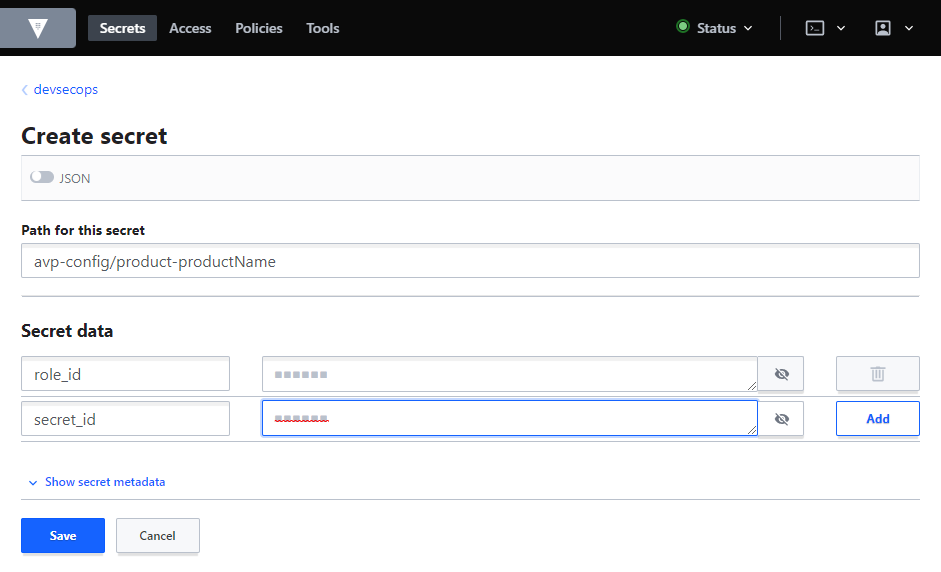 Secrets Access Policies Tools Status
devsecops
Create secret
JSON
Path for this secret
avp-config/product-productName
Secret data
role_id
secret_id Add
Show secret metadata
Save Cancel